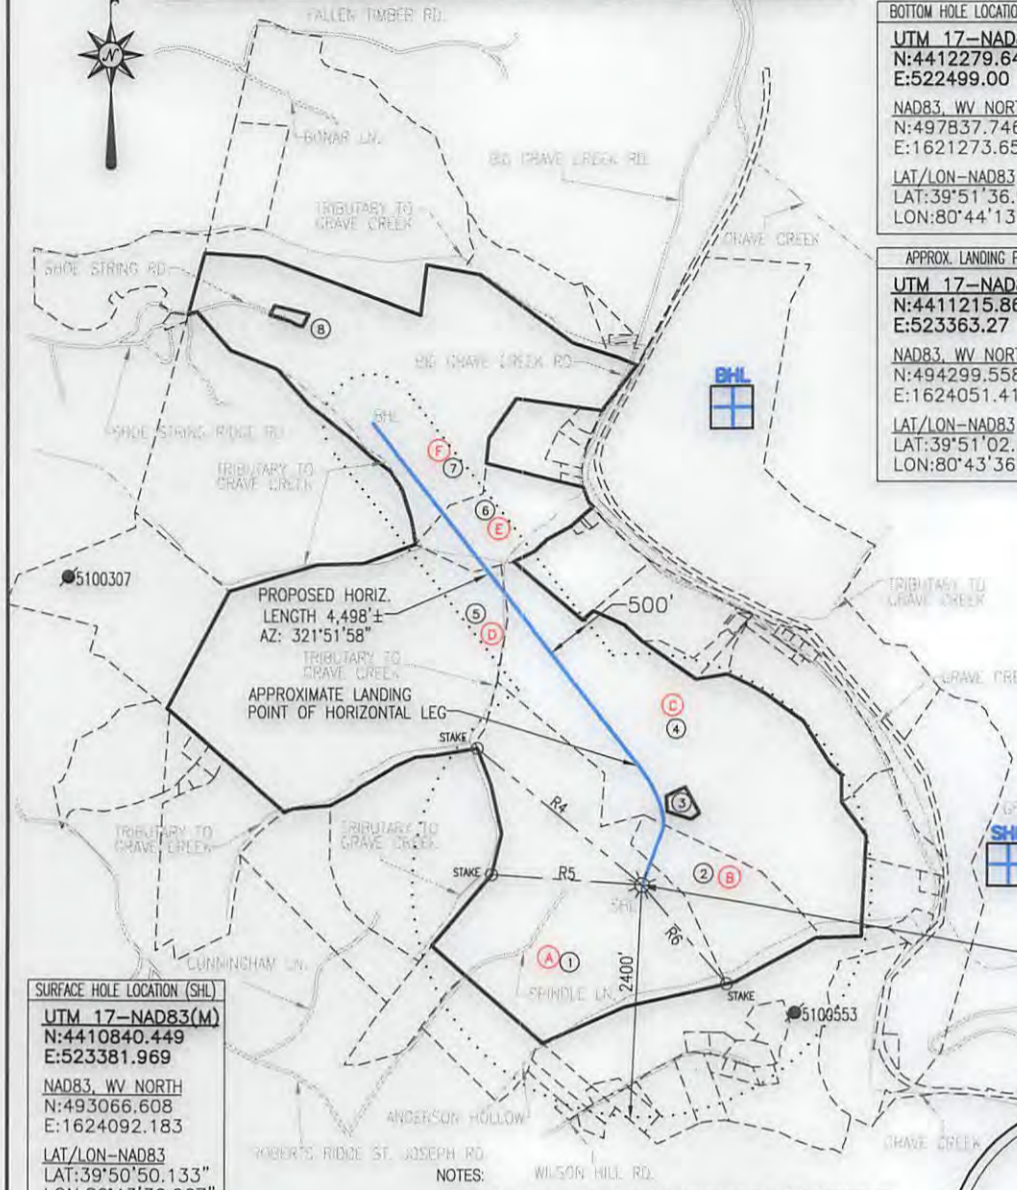 FALLEN TIMBER RD.
N
BONAR LN.
BIG GRAVE CREEK RD.
TRIBUTARY TO
GRAVE CREEK
GRAVE CREEK
SHOE STRING RD.
8
BIG GRAVE CREEK RD.
BHL
BHL
SHOE STRING RIDGE RD.
TRIBUTARY TO
GRAVE CREEK
F
7
6
E
5100307
PROPOSED HORIZ.
LENGTH 4,498'±
AZ: 321°51'58"
500'
5
D
TRIBUTARY TO
GRAVE CREEK
TRIBUTARY TO
GRAVE CREEK
APPROXIMATE LANDING
POINT OF HORIZONTAL LEG
C
4
STAKE
R4
3
TRIBUTARY TO
GRAVE CREEK
TRIBUTARY TO
GRAVE CREEK
SHL
STAKE
R5
2
B
SHL
R6
A
1
2400'
CUNNINGHAM LN.
SPINDLE LN.
STAKE
5100553
ANDERSON HOLLOW
ROBERTS RIDGE ST. JOSEPH RD.
WILSON HILL RD.
GRAVE CREEK
NOTES:
BOTTOM HOLE LOCATIO
UTM 17-NAD8
N:4412279.64
E:522499.00
NAD83, WV NORT
N:497837.746
E:1621273.65
LAT/LON-NAD83
LAT:39°51'36.
LON:80°44'13
APPROX. LANDING P
UTM 17-NAD8
N:4411215.86
E:523363.27
NAD83, WV NORT
N:494299.558
E:1624051.41
LAT/LON-NAD83
LAT:39°51'02.
LON:80°43'36
SURFACE HOLE LOCATION (SHL)
UTM 17-NAD83(M)
N:4410840.449
E:523381.969
NAD83, WV NORTH
N:493066.608
E:1624092.183
LAT/LON-NAD83
LAT:39°50'50.133"